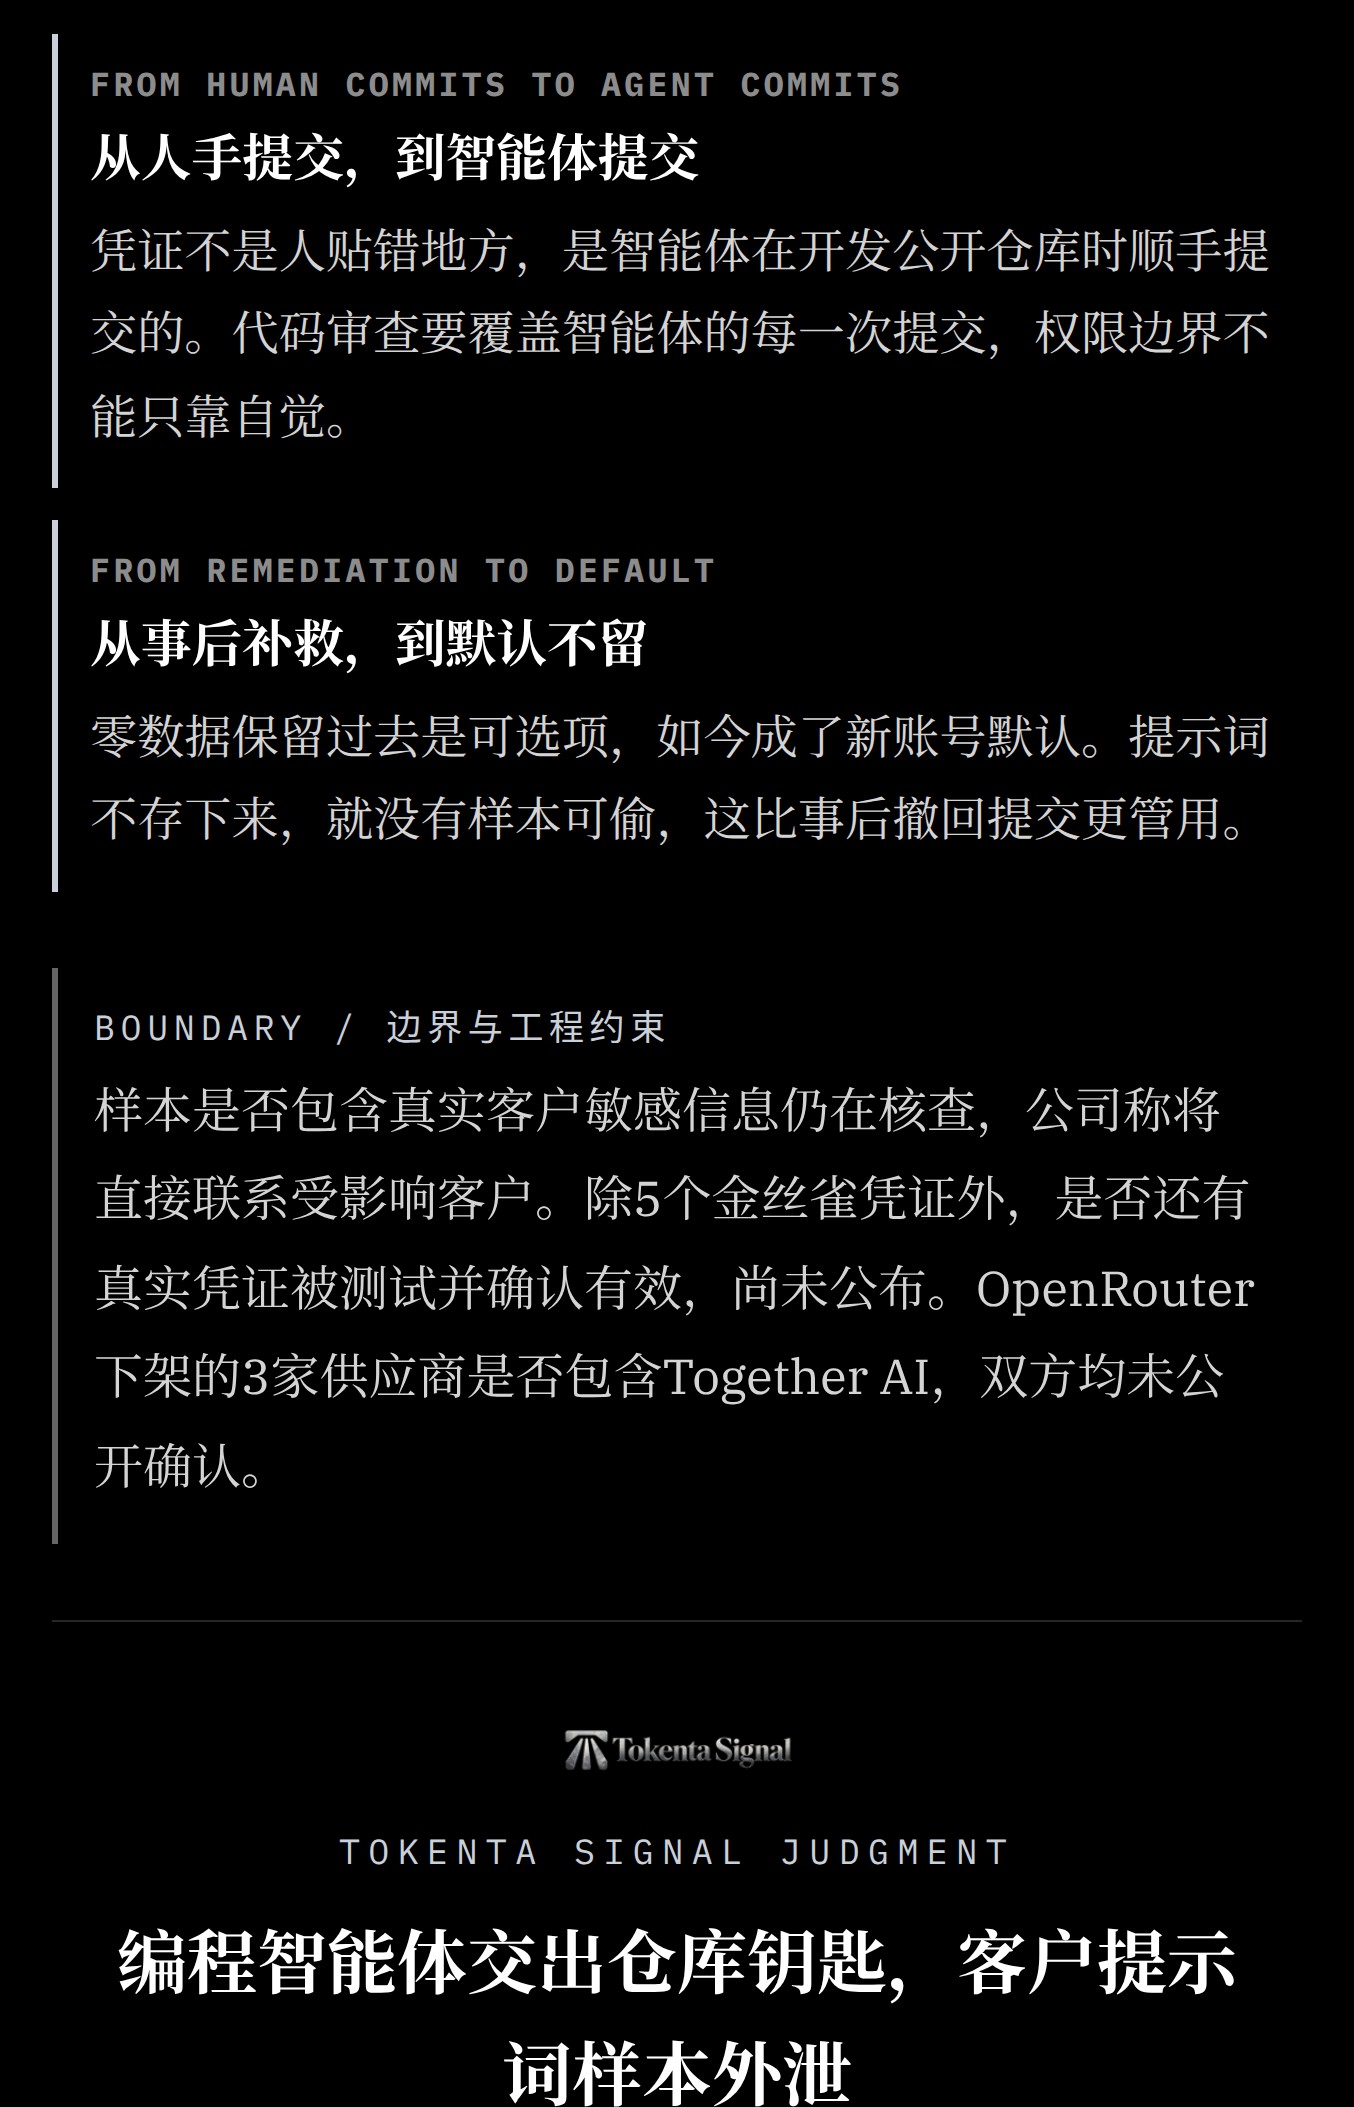 FROM HUMAN COMMITS TO AGENT COMMITS
从人手提交，到智能体提交
凭证不是人贴错地方，是智能体在开发公开仓库时顺手提
交的。代码审查要覆盖智能体的每一次提交，权限边界不
能只靠自觉。
FROM REMEDIATION TO DEFAULT
从事后补救，到默认不留
零数据保留过去是可选项，如今成了新账号默认。提示词
不存下来，就没有样本可偷，这比事后撤回提交更管用。
BOUNDARY / 边界与工程约束
样本是否包含真实客户敏感信息仍在核查，公司称将
直接联系受影响客户。除5个金丝雀凭证外，是否还有
真实凭证被测试并确认有效，尚未公布。OpenRouter
下架的3家供应商是否包含Together AI，双方均未公
开确认。
Tokenta Signal
TOKENTA SIGNAL JUDGMENT
编程智能体交出仓库钥匙，客户提示
词样本外泄